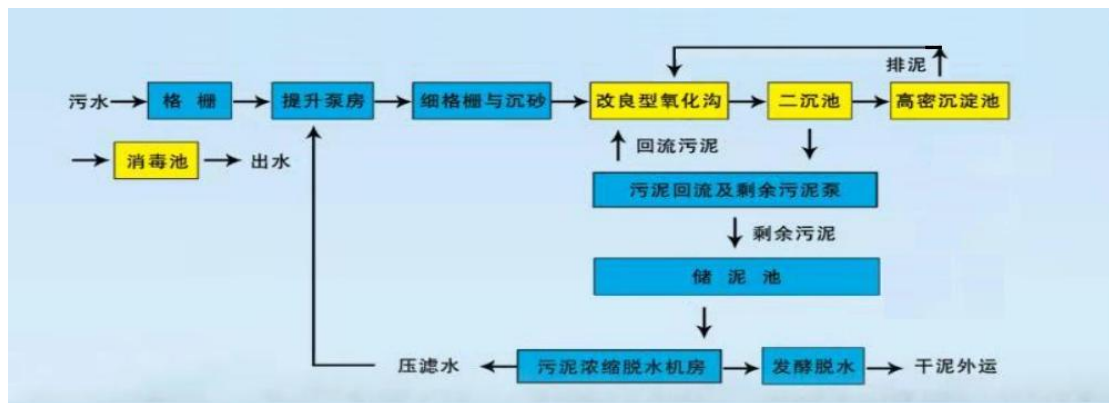 排泥
污水 格栅 提升泵房 细格栅与沉砂 改良型氧化沟 二沉池 高密沉淀池
消毒池 出水 回流污泥
污泥回流及剩余污泥泵
剩余污泥
储泥池
压滤水 污泥浓缩脱水机房 发酵脱水 干泥外运